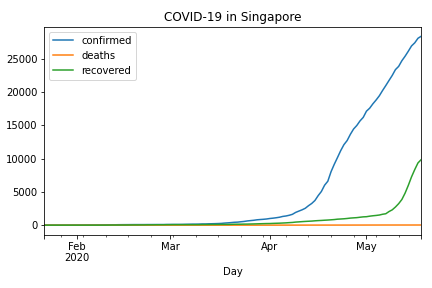 COVID-19 in Singapore
confirmed
deaths
recovered
25000
20000
15000
10000
5000
0
Feb
2020
Mar
Apr
May
Day